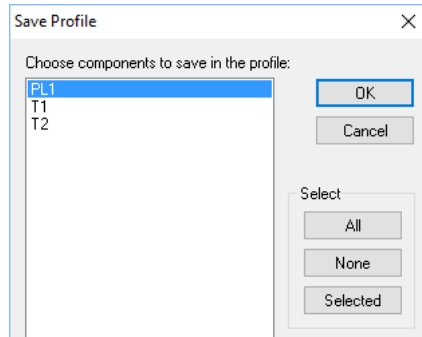 Save Profile
Choose components to save in the profile:
PL1
T1
T2
OK
Cancel
Select
All
None
Selected